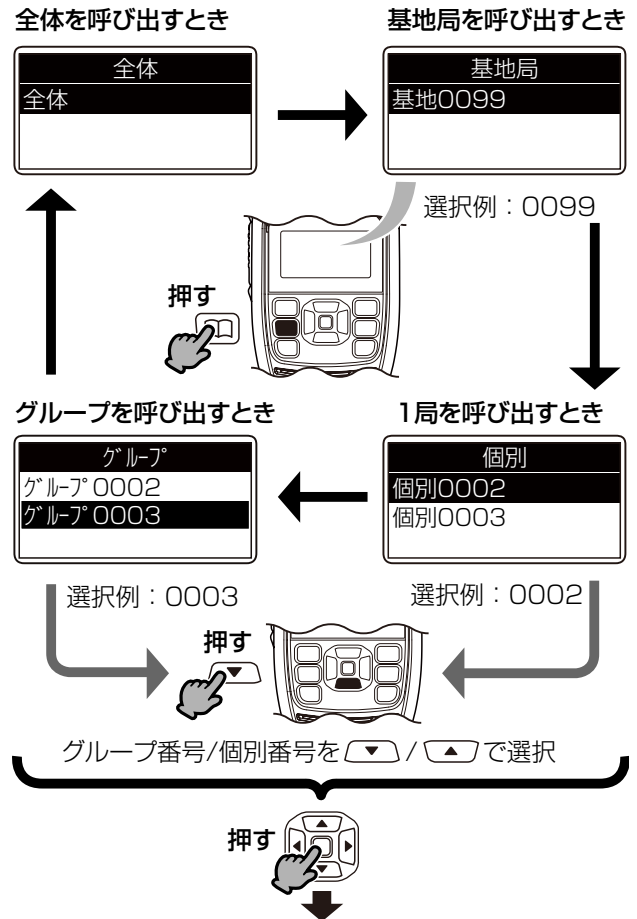 全体を呼び出すとき
基地局を呼び出すとき
全体
全体
基地局
基地0099
選択例：0099
押す
グループを呼び出すとき
1局を呼び出すとき
ｸﾞﾙｰﾌﾟ
ｸﾞﾙｰﾌﾟ0002
ｸﾞﾙｰﾌﾟ0003
個別
個別0002
個別0003
選択例：0003
選択例：0002
押す
グループ番号/個別番号を▼/▲で選択
押す